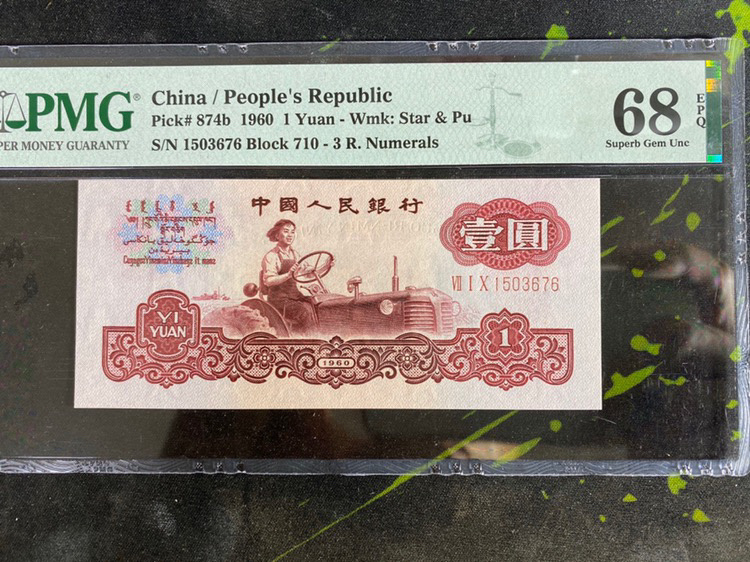 PMG®
PER MONEY GUARANTY
China / People's Republic
Pick# 874b 1960 1 Yuan - Wmk: Star & Pu
S/N 1503676 Block 710 - 3 R. Numerals
68 EPQ
Superb Gem Unc
中國人民銀行
壹圓
VII I X 1503676
YI
YUAN
1960
1